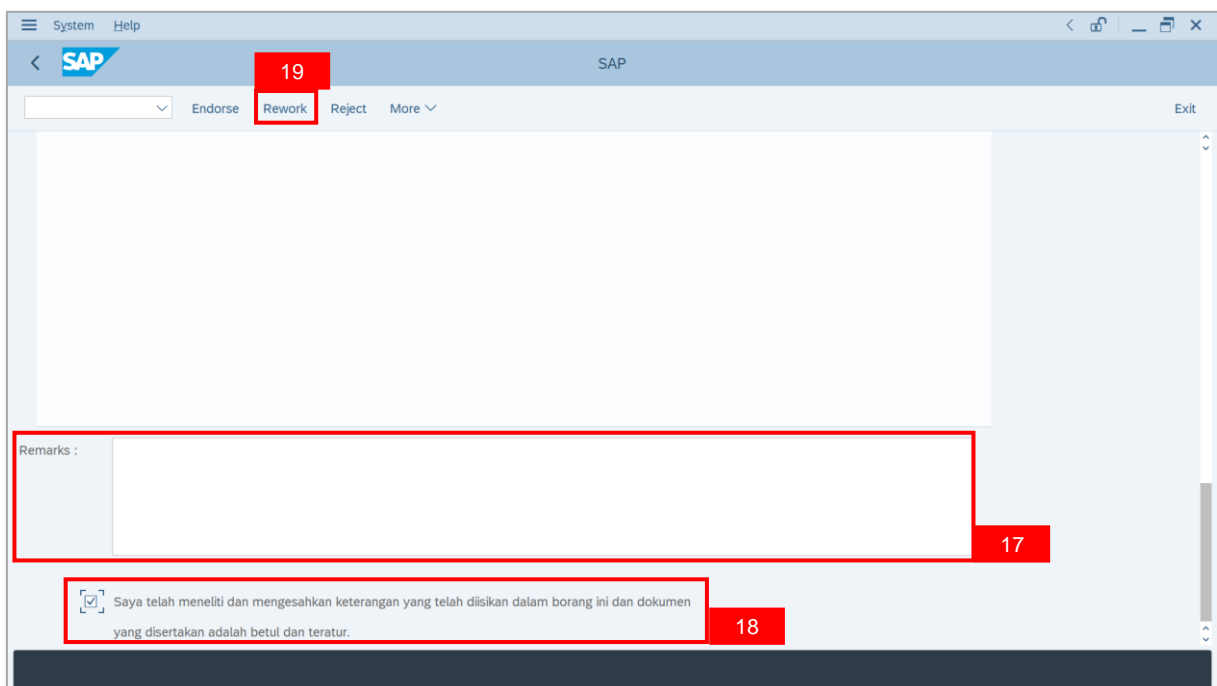 System Help
SAP
SAP
19
Endorse Rework Reject More Exit
Remarks :
17
Saya telah meneliti dan mengesahkan keterangan yang telah diisikan dalam borang ini dan dokumen
yang disertakan adalah betul dan teratur.
18